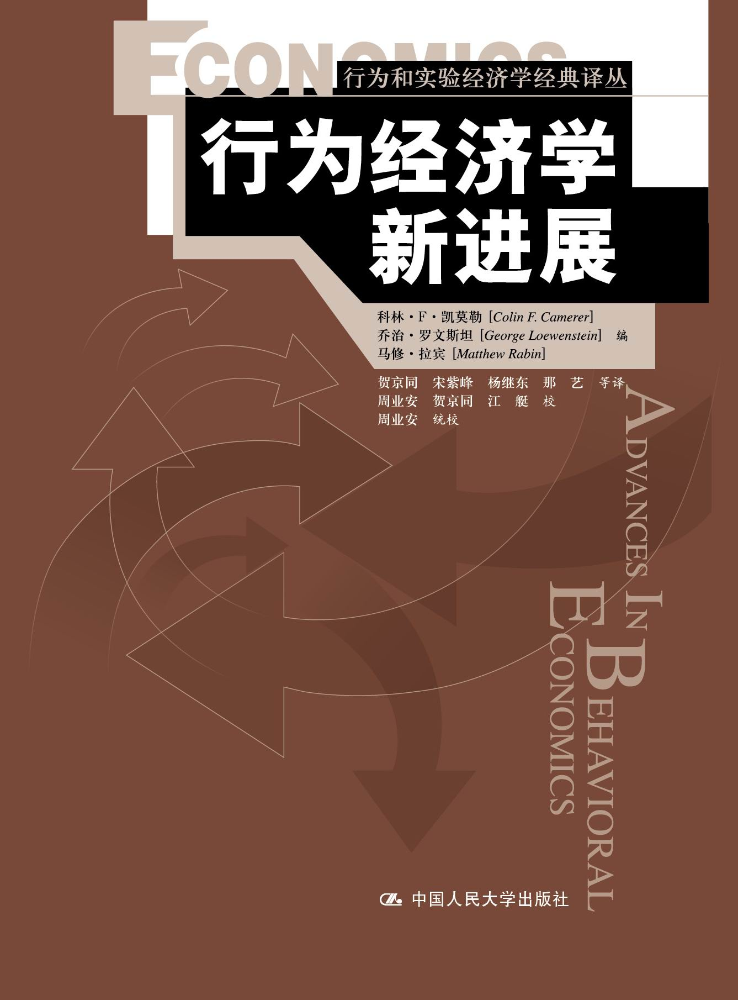 ECONOMICS
行为和实验经济学经典译丛
行为经济学
新进展
科林·F·凯莫勒 [Colin F. Camerer]
乔治·罗文斯坦 [George Loewenstein] 编
马修·拉宾 [Matthew Rabin]
贺京同 宋紫峰 杨继东 那 艺 等译
周业安 贺京同 江 艇 校
周业安 统校
ADVANCES IN
BEHAVIORAL
ECONOMICS
中国人民大学出版社